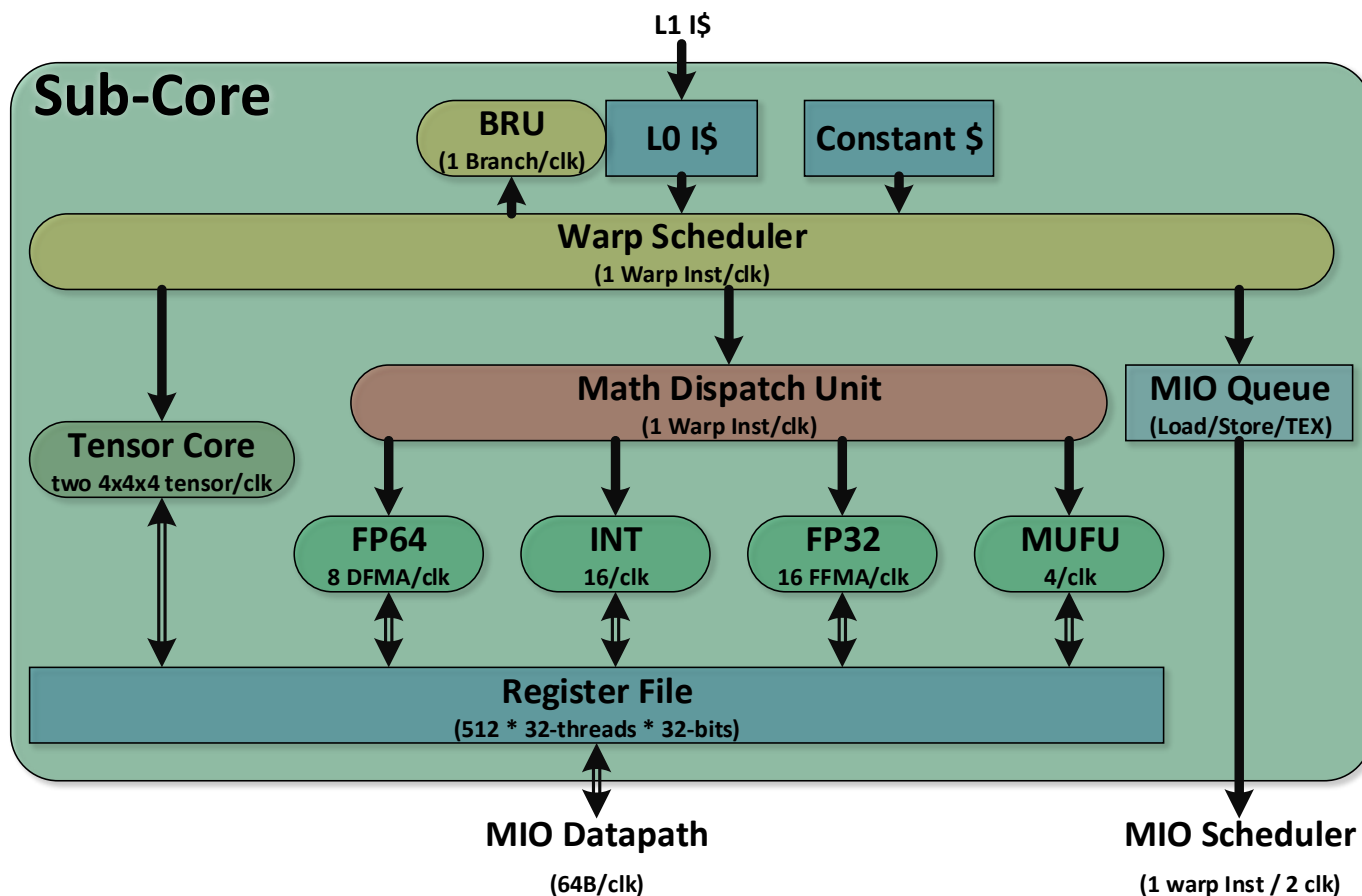 L1 I$
Sub-Core
BRU
(1 Branch/clk)
L0 I$
Constant $
Warp Scheduler
(1 Warp Inst/clk)
Math Dispatch Unit
(1 Warp Inst/clk)
MIO Queue
(Load/Store/TEX)
Tensor Core
two 4x4x4 tensor/clk
FP64
8 DFMA/clk
INT
16/clk
FP32
16 FFMA/clk
MUFU
4/clk
Register File
(512 * 32-threads * 32-bits)
MIO Datapath
(64B/clk)
MIO Scheduler
(1 warp Inst / 2 clk)